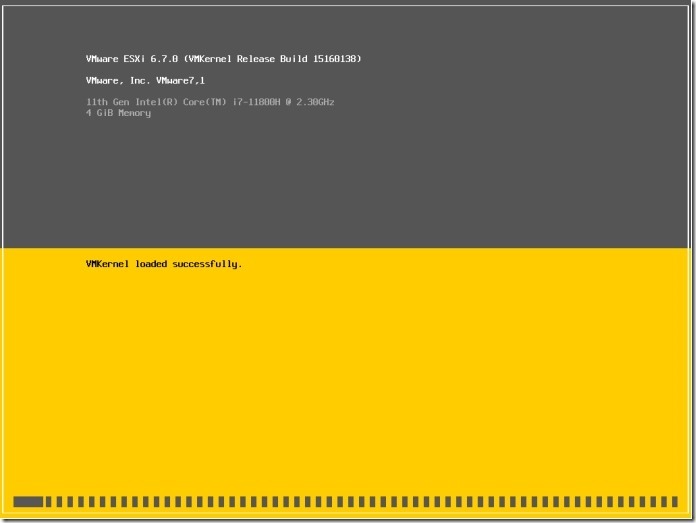 VMware ESXi 6.7.0 (VMKernel Release Build 15160138)
VMware, Inc. VMware7,1
11th Gen Intel(R) Core(TM) i7-11800H @ 2.30GHz
4 GiB Memory
VMKernel loaded successfully.